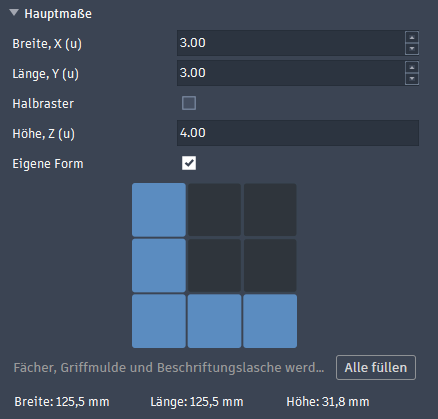 Hauptmaße
Breite, X (u) 3.00
Länge, Y (u) 3.00
Halbraster
Höhe, Z (u) 4.00
Eigene Form
Fächer, Griffmulde und Beschriftungslasche werd... Alle füllen
Breite: 125,5 mm Länge: 125,5 mm Höhe: 31,8 mm